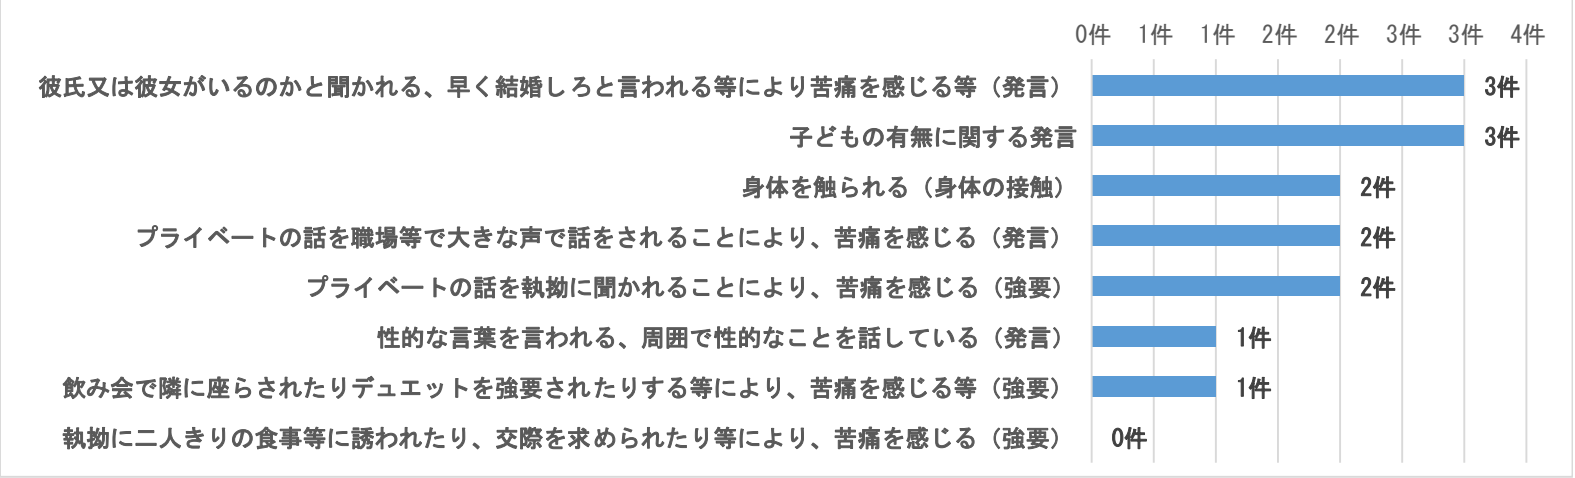 0件 1件 1件 2件 2件 3件 3件 4件
彼氏又は彼女がいるのかと聞かれる、早く結婚しろと言われる等により苦痛を感じる等（発言） 3件
子どもの有無に関する発言 3件
身体を触られる（身体の接触） 2件
プライベートの話を職場等で大きな声で話をされることにより、苦痛を感じる（発言） 2件
プライベートの話を執拗に聞かれることにより、苦痛を感じる（強要） 2件
性的な言葉を言われる、周囲で性的なことを話している（発言） 1件
飲み会で隣に座らされたりデュエットを強要されたりする等により、苦痛を感じる等（強要） 1件
執拗に二人きりの食事等に誘われたり、交際を求められたり等により、苦痛を感じる（強要） 0件